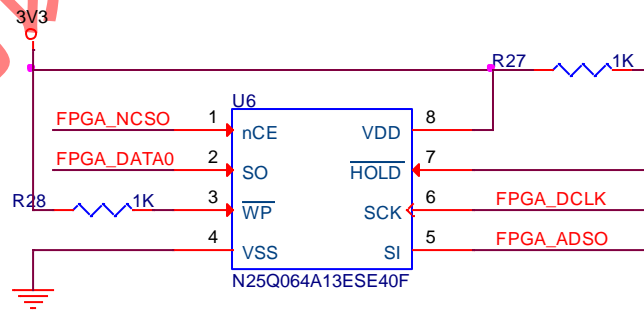 3V3
R27 1K
U6
FPGA_NCSO 1 nCE VDD 8
FPGA_DATA0 2 SO HOLD 7
R28 1K 3 WP SCK 6 FPGA_DCLK
4 VSS SI 5 FPGA_ADSO
N25Q064A13ESE40F